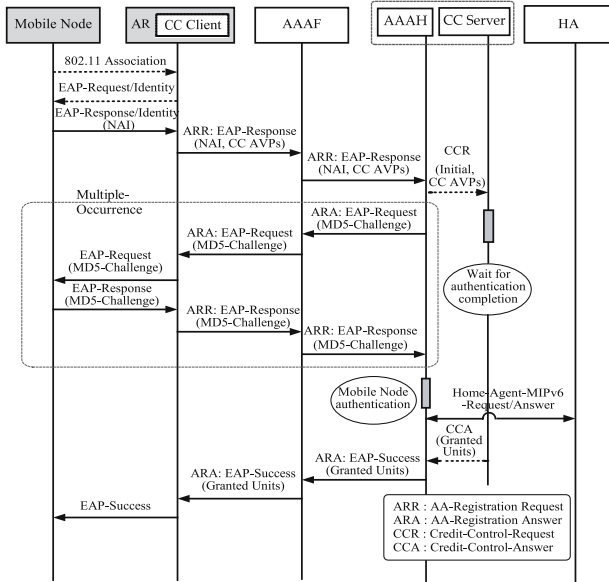 Mobile Node
AR
CC Client
AAAF
AAAH
CC Server
HA
802.11 Association
EAP-Request/Identity
EAP-Response/Identity
(NAI)
ARR: EAP-Response
(NAI, CC AVPs)
ARR: EAP-Response
(NAI, CC AVPs)
CCR
(Initial,
CC AVPs)
Multiple-
Occurrence
ARA: EAP-Request
(MD5-Challenge)
ARA: EAP-Request
(MD5-Challenge)
EAP-Request
(MD5-Challenge)
EAP-Response
(MD5-Challenge)
ARR: EAP-Response
(MD5-Challenge)
ARR: EAP-Response
(MD5-Challenge)
Wait for
authentication
completion
Mobile Node
authentication
Home-Agent-MIPv6
-Request/Answer
CCA
(Granted
Units)
ARA: EAP-Success
(Granted Units)
ARA: EAP-Success
(Granted Units)
EAP-Success
ARR : AA-Registration Request
ARA : AA-Registration Answer
CCR : Credit-Control-Request
CCA : Credit-Control-Answer